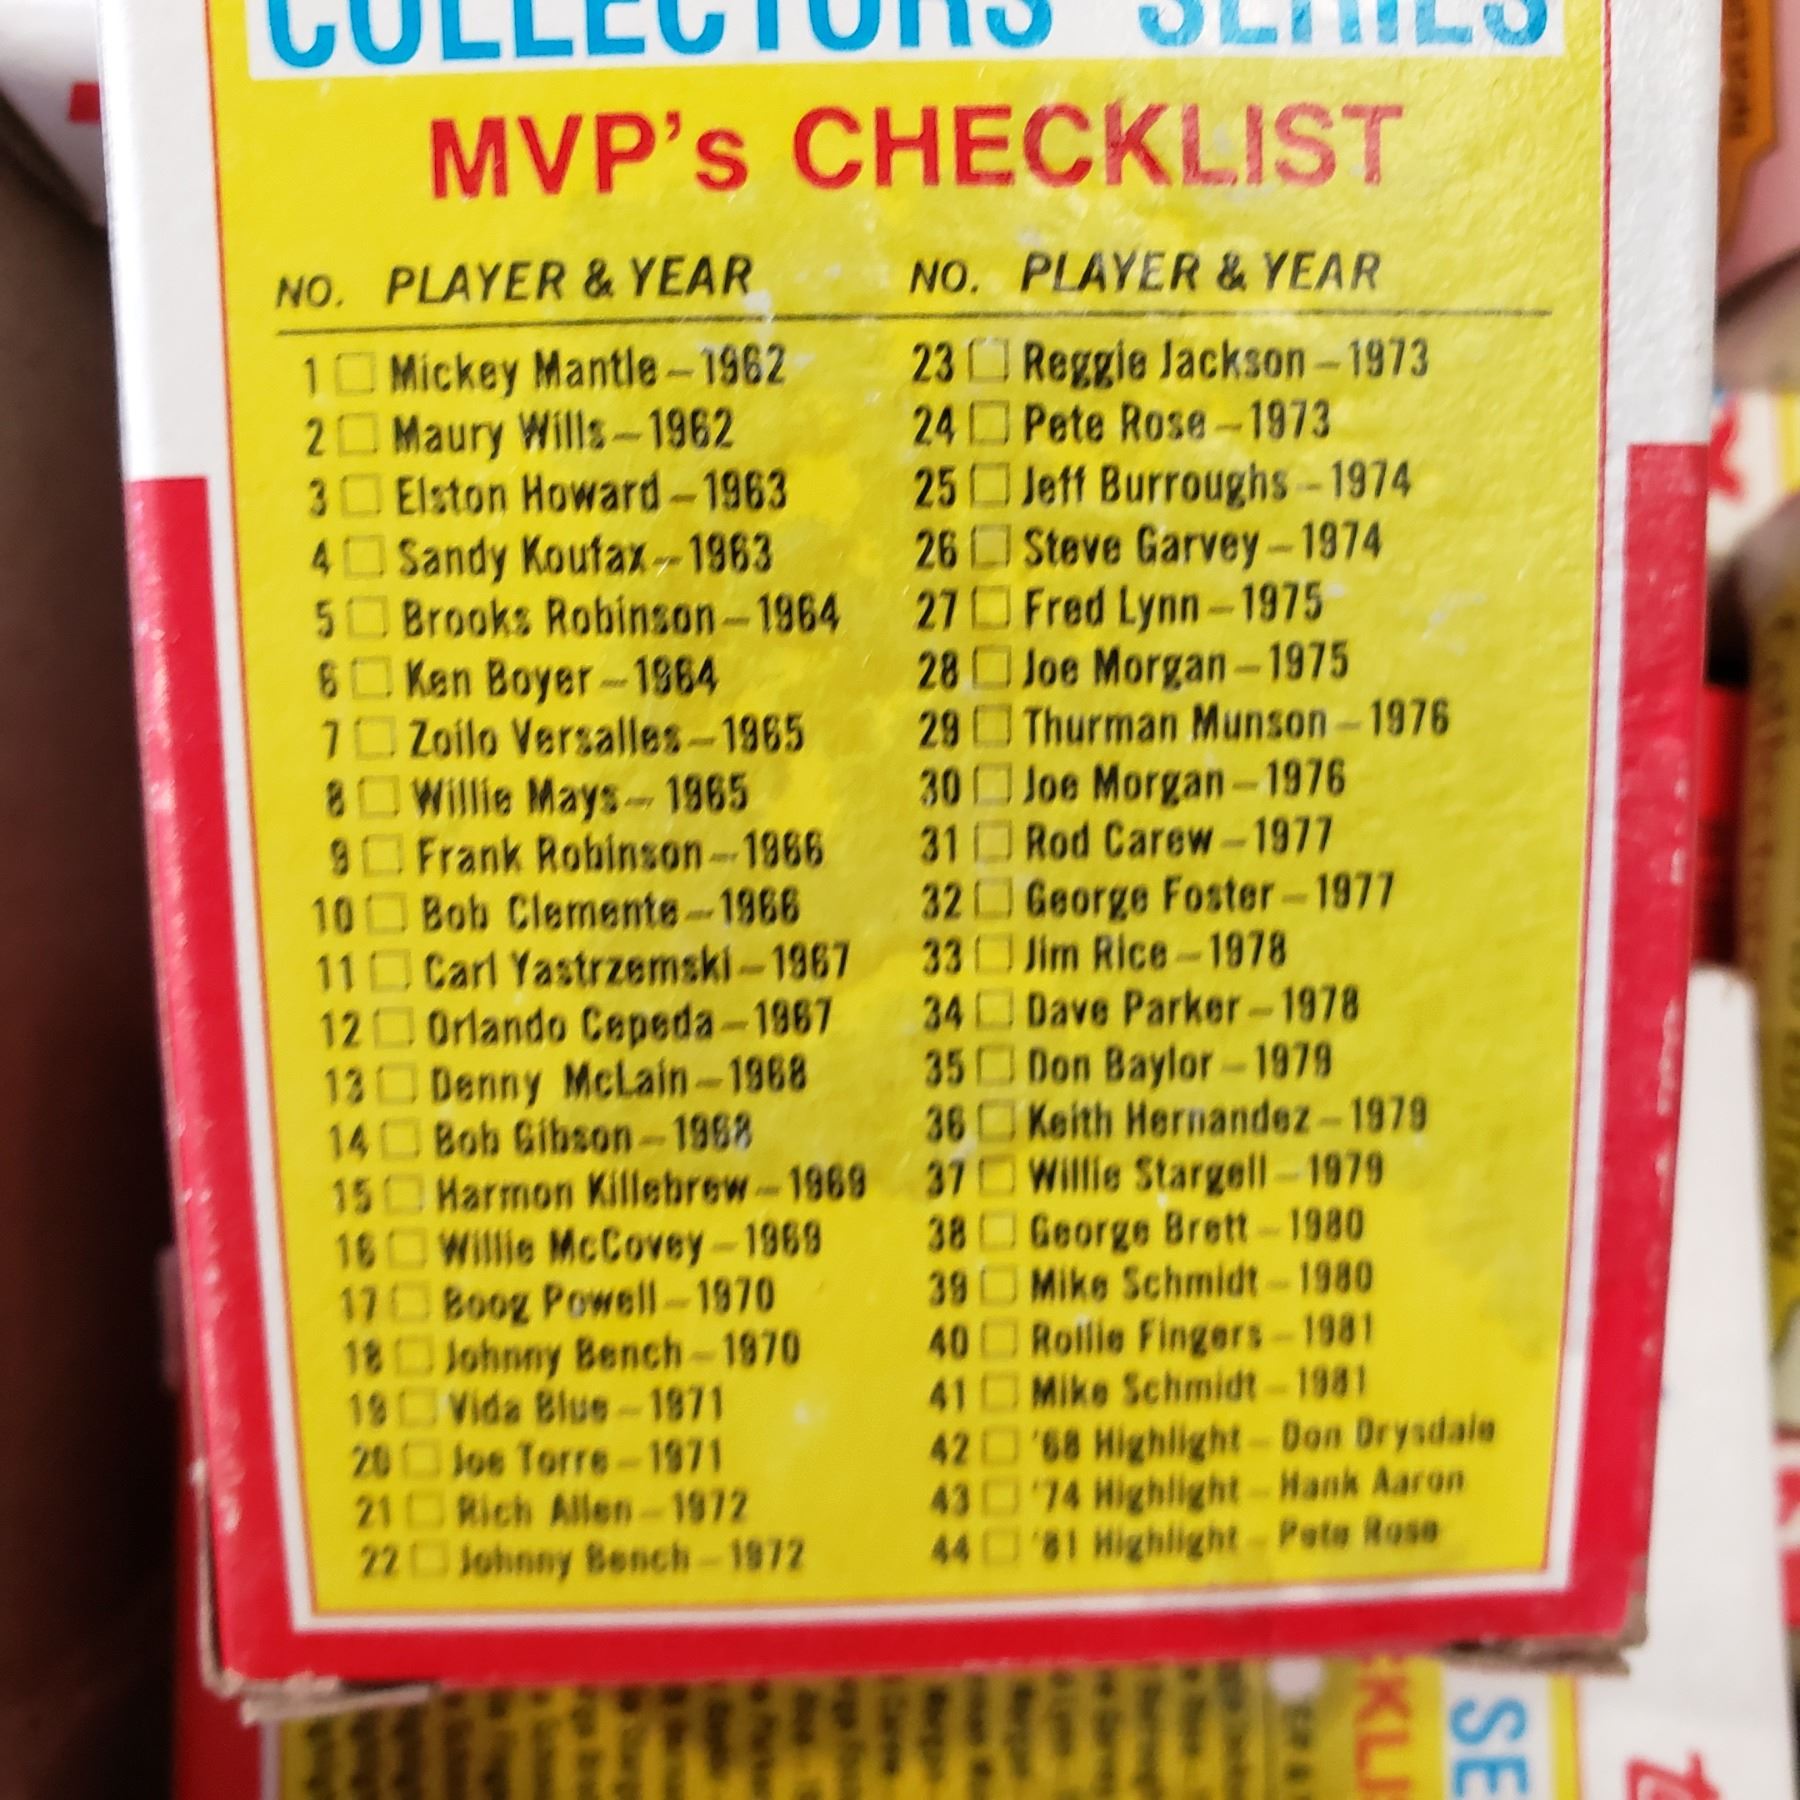 COLLECTORS' SERIES
MVP's CHECKLIST
NO. PLAYER & YEAR
1 Mickey Mantle – 1962
2 Maury Wills – 1962
3 Elston Howard – 1963
4 Sandy Koufax – 1963
5 Brooks Robinson – 1964
6 Ken Boyer – 1964
7 Zoilo Versalles – 1965
8 Willie Mays – 1965
9 Frank Robinson – 1966
10 Bob Clemente – 1966
11 Carl Yastrzemski – 1967
12 Orlando Cepeda – 1967
13 Denny McLain – 1968
14 Bob Gibson – 1968
15 Harmon Killebrew – 1969
16 Willie McCovey – 1969
17 Boog Powell – 1970
18 Johnny Bench – 1970
19 Vida Blue – 1971
20 Joe Torre – 1971
21 Rich Allen – 1972
22 Johnny Bench – 1972
NO. PLAYER & YEAR
23 Reggie Jackson – 1973
24 Pete Rose – 1973
25 Jeff Burroughs – 1974
26 Steve Garvey – 1974
27 Fred Lynn – 1975
28 Joe Morgan – 1975
29 Thurman Munson – 1976
30 Joe Morgan – 1976
31 Rod Carew – 1977
32 George Foster – 1977
33 Jim Rice – 1978
34 Dave Parker – 1978
35 Don Baylor – 1979
36 Keith Hernandez – 1979
37 Willie Stargell – 1979
38 George Brett – 1980
39 Mike Schmidt – 1980
40 Rollie Fingers – 1981
41 Mike Schmidt – 1981
42 '68 Highlight – Don Drysdale
43 '74 Highlight – Hank Aaron
44 '81 Highlight – Pete Rose
SE
CKLI